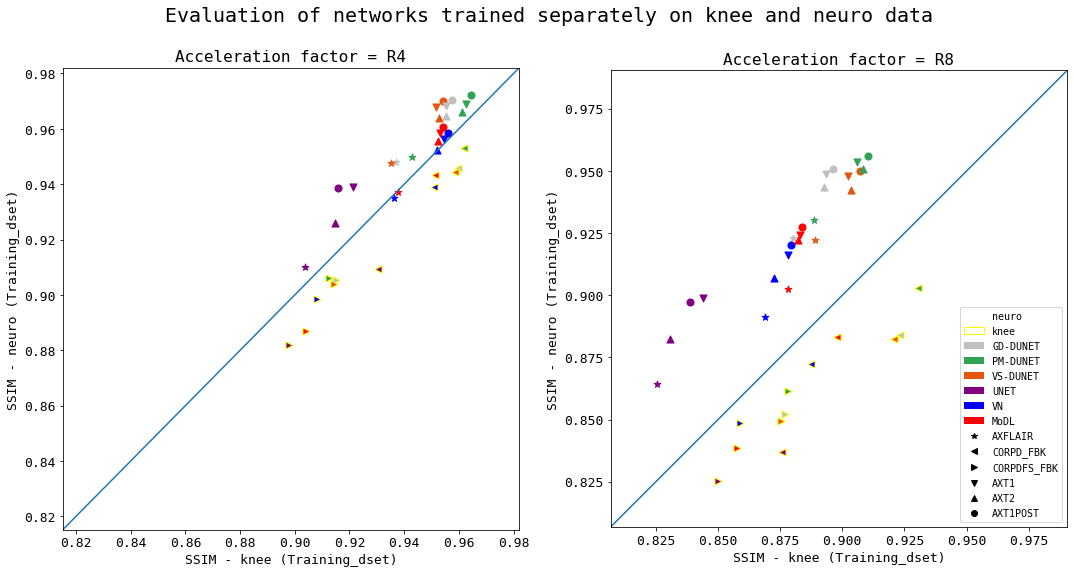 Evaluation of networks trained separately on knee and neuro data
Acceleration factor = R4
SSIM - neuro (Training_dset)
0.98
0.96
0.94
0.92
0.90
0.88
0.86
0.84
0.82
0.82 0.84 0.86 0.88 0.90 0.92 0.94 0.96 0.98
SSIM - knee (Training_dset)
Acceleration factor = R8
SSIM - neuro (Training_dset)
0.975
0.950
0.925
0.900
0.875
0.850
0.825
neuro
knee
GD-DUNET
PM-DUNET
VS-DUNET
UNET
VN
MoDL
AXFLAIR
CORPD_FBK
CORPDFS_FBK
AXT1
AXT2
AXT1POST
0.825 0.850 0.875 0.900 0.925 0.950 0.975
SSIM - knee (Training_dset)